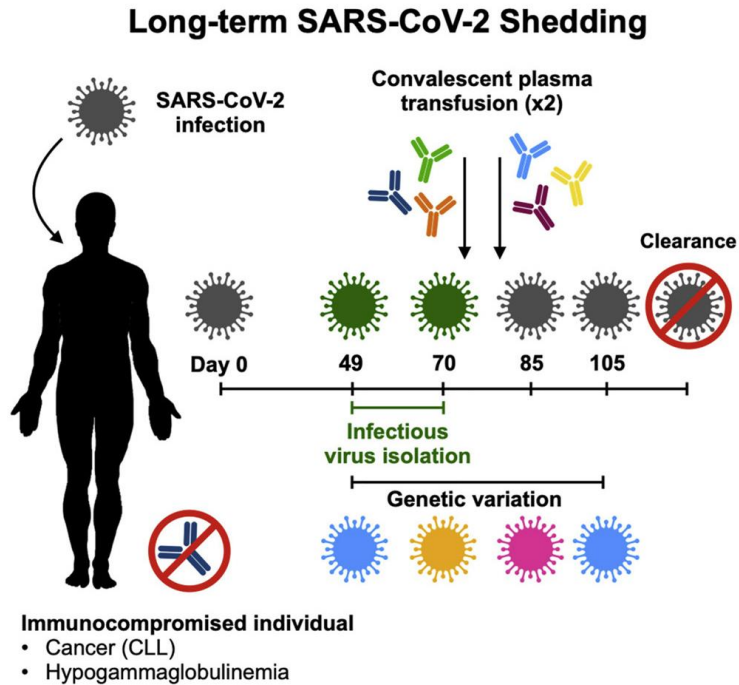 Long-term SARS-CoV-2 Shedding
SARS-CoV-2
infection
Convalescent plasma
transfusion (x2)
Clearance
Day 0
49
70
85
105
Infectious
virus isolation
Genetic variation
Immunocompromised individual
• Cancer (CLL)
• Hypogammaglobulinemia